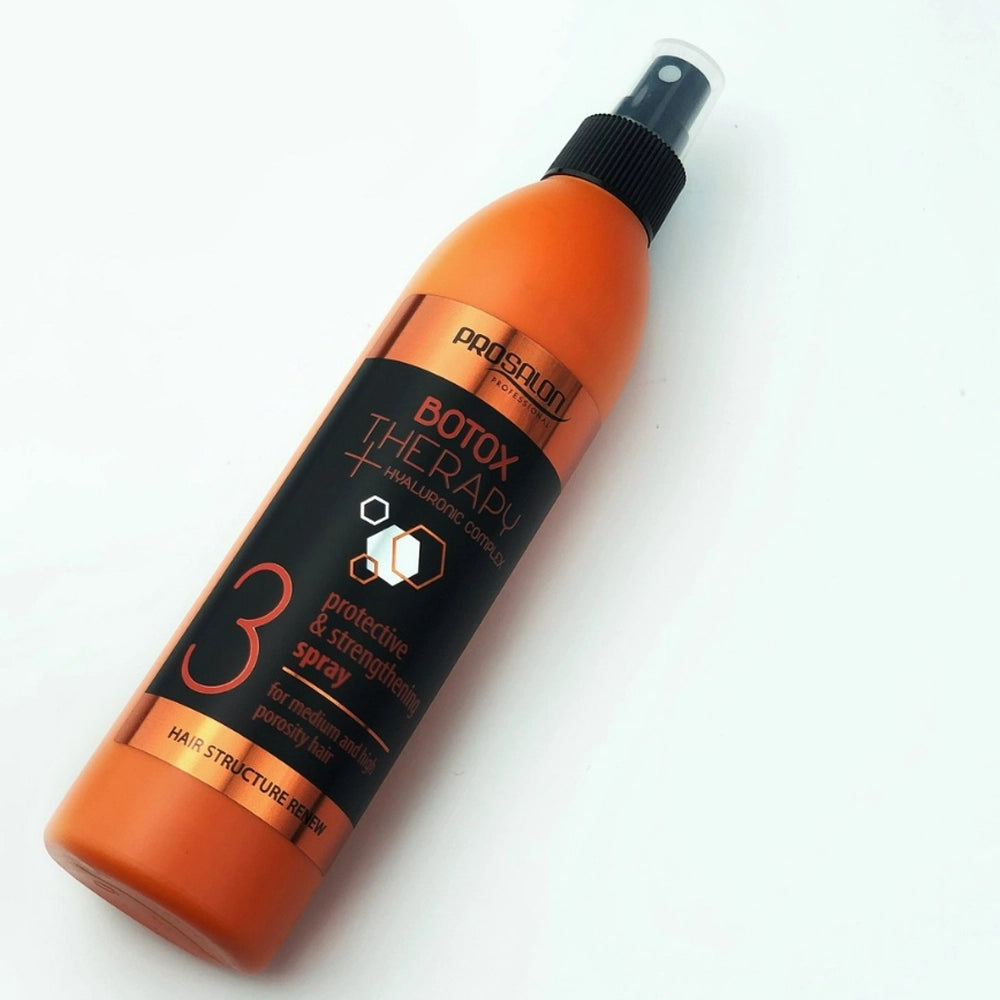 PROSALON
PROFESSIONAL
BOTOX
THERAPY
+ HYALURONIC COMPLEX
3
protective
& strengthening
spray
for medium and high
porosity hair
HAIR STRUCTURE RENEW